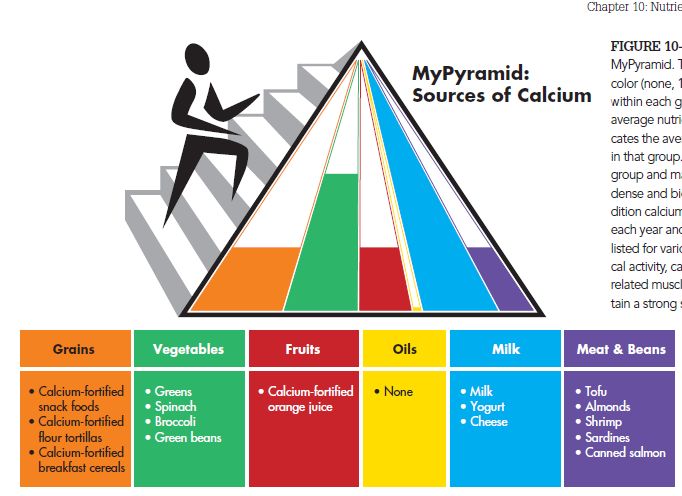 Chapter 10: Nutrie
FIGURE 10-
MyPyramid. T
color (none, 1
within each g
average nutri
cates the ave
in that group.
group and ma
dense and bi
dition calcium
each year and
listed for vario
cal activity, ca
related muscl
tain a strong s
MyPyramid:
Sources of Calcium
Grains
Vegetables
Fruits
Oils
Milk
Meat & Beans
• Calcium-fortified
snack foods
• Calcium-fortified
flour tortillas
• Calcium-fortified
breakfast cereals
• Greens
• Spinach
• Broccoli
• Green beans
• Calcium-fortified
orange juice
• None
• Milk
• Yogurt
• Cheese
• Tofu
• Almonds
• Shrimp
• Sardines
• Canned salmon